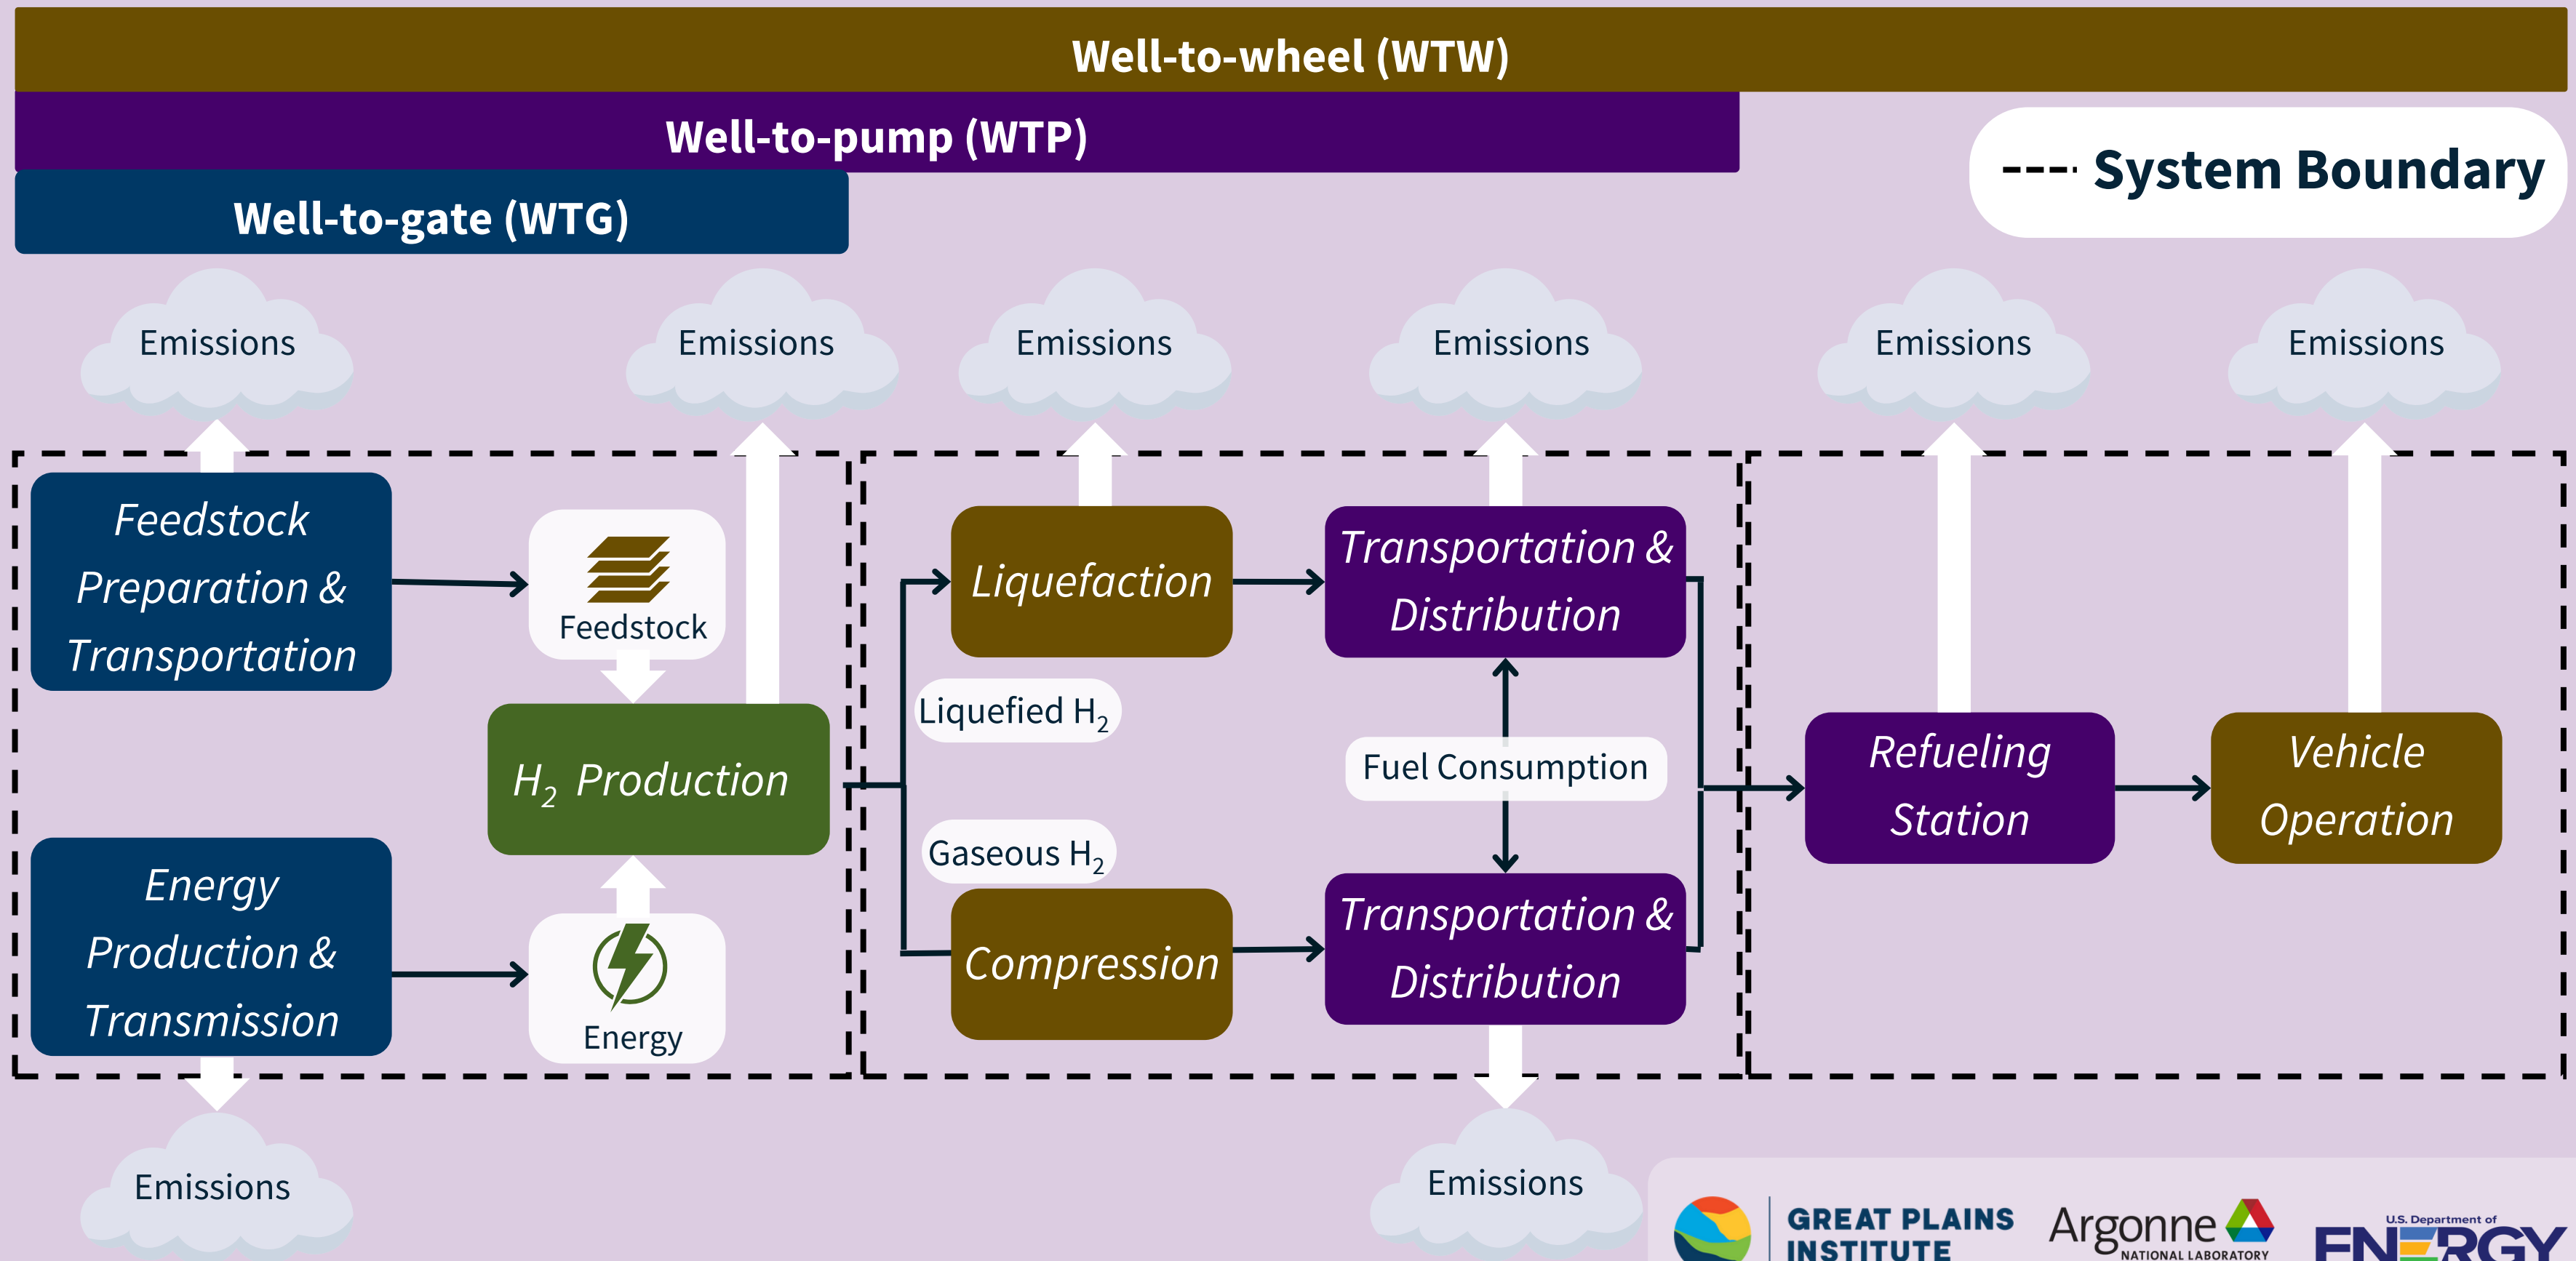 Well-to-wheel (WTW)
Well-to-pump (WTP)
Well-to-gate (WTG)
System Boundary
Emissions
Emissions
Emissions
Emissions
Emissions
Emissions
Feedstock
Preparation &
Transportation
Feedstock
H₂ Production
Energy
Production &
Transmission
Energy
Emissions
Liquefaction
Liquefied H₂
Gaseous H₂
Compression
Transportation &
Distribution
Fuel Consumption
Transportation &
Distribution
Emissions
Refueling
Station
Vehicle
Operation
GREAT PLAINS
INSTITUTE
Argonne
NATIONAL LABORATORY
U.S. Department of
ENERGY